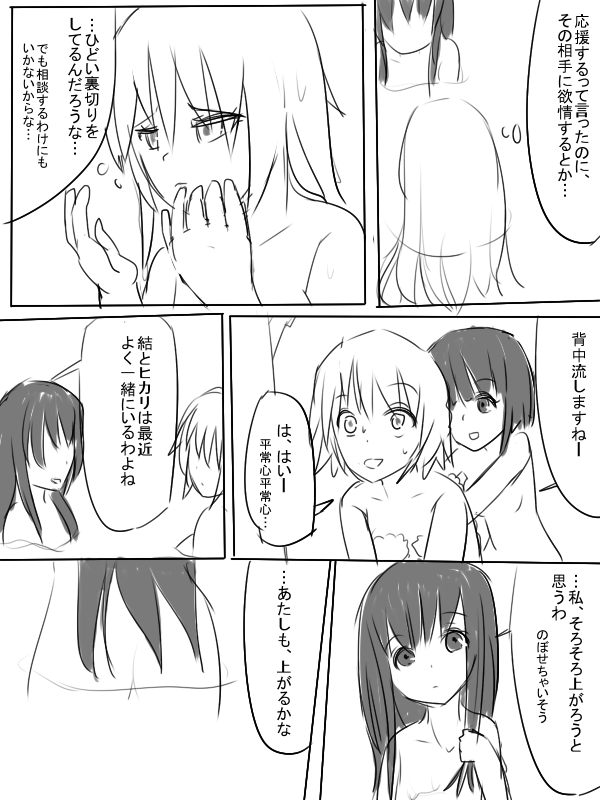 応援するって言ったのに、
その相手に欲情するとか…
…ひどい裏切りを
してるんだろうな…
でも相談するわけにも
いかないからな…
背中流しますねー
は、はいー
平常心平常心…
結とヒカリは最近
よく一緒にいるわよね
…私、そろそろ上がろうと
思うわ
のぼせちゃいそう
…あたしも、上がるかな